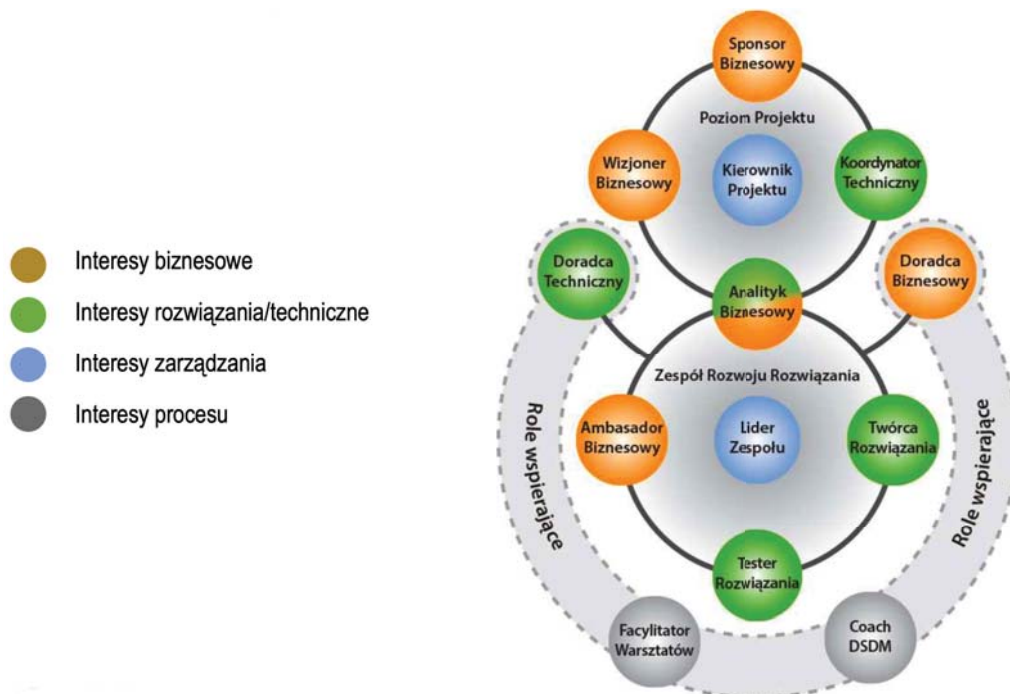 Interesy biznesowe
Interesy rozwiązania/techniczne
Interesy zarządzania
Interesy procesu
Sponsor
Biznesowy
Poziom Projektu
Wizjoner
Biznesowy
Kierownik
Projektu
Koordynator
Techniczny
Doradca
Techniczny
Analityk
Biznesowy
Doradca
Biznesowy
Zespół Rozwoju Rozwiązania
Ambasador
Biznesowy
Lider
Zespołu
Twórca
Rozwiązania
Role wspierające
Role wspierające
Tester
Rozwiązania
Facylitator
Warsztatów
Coach
DSDM